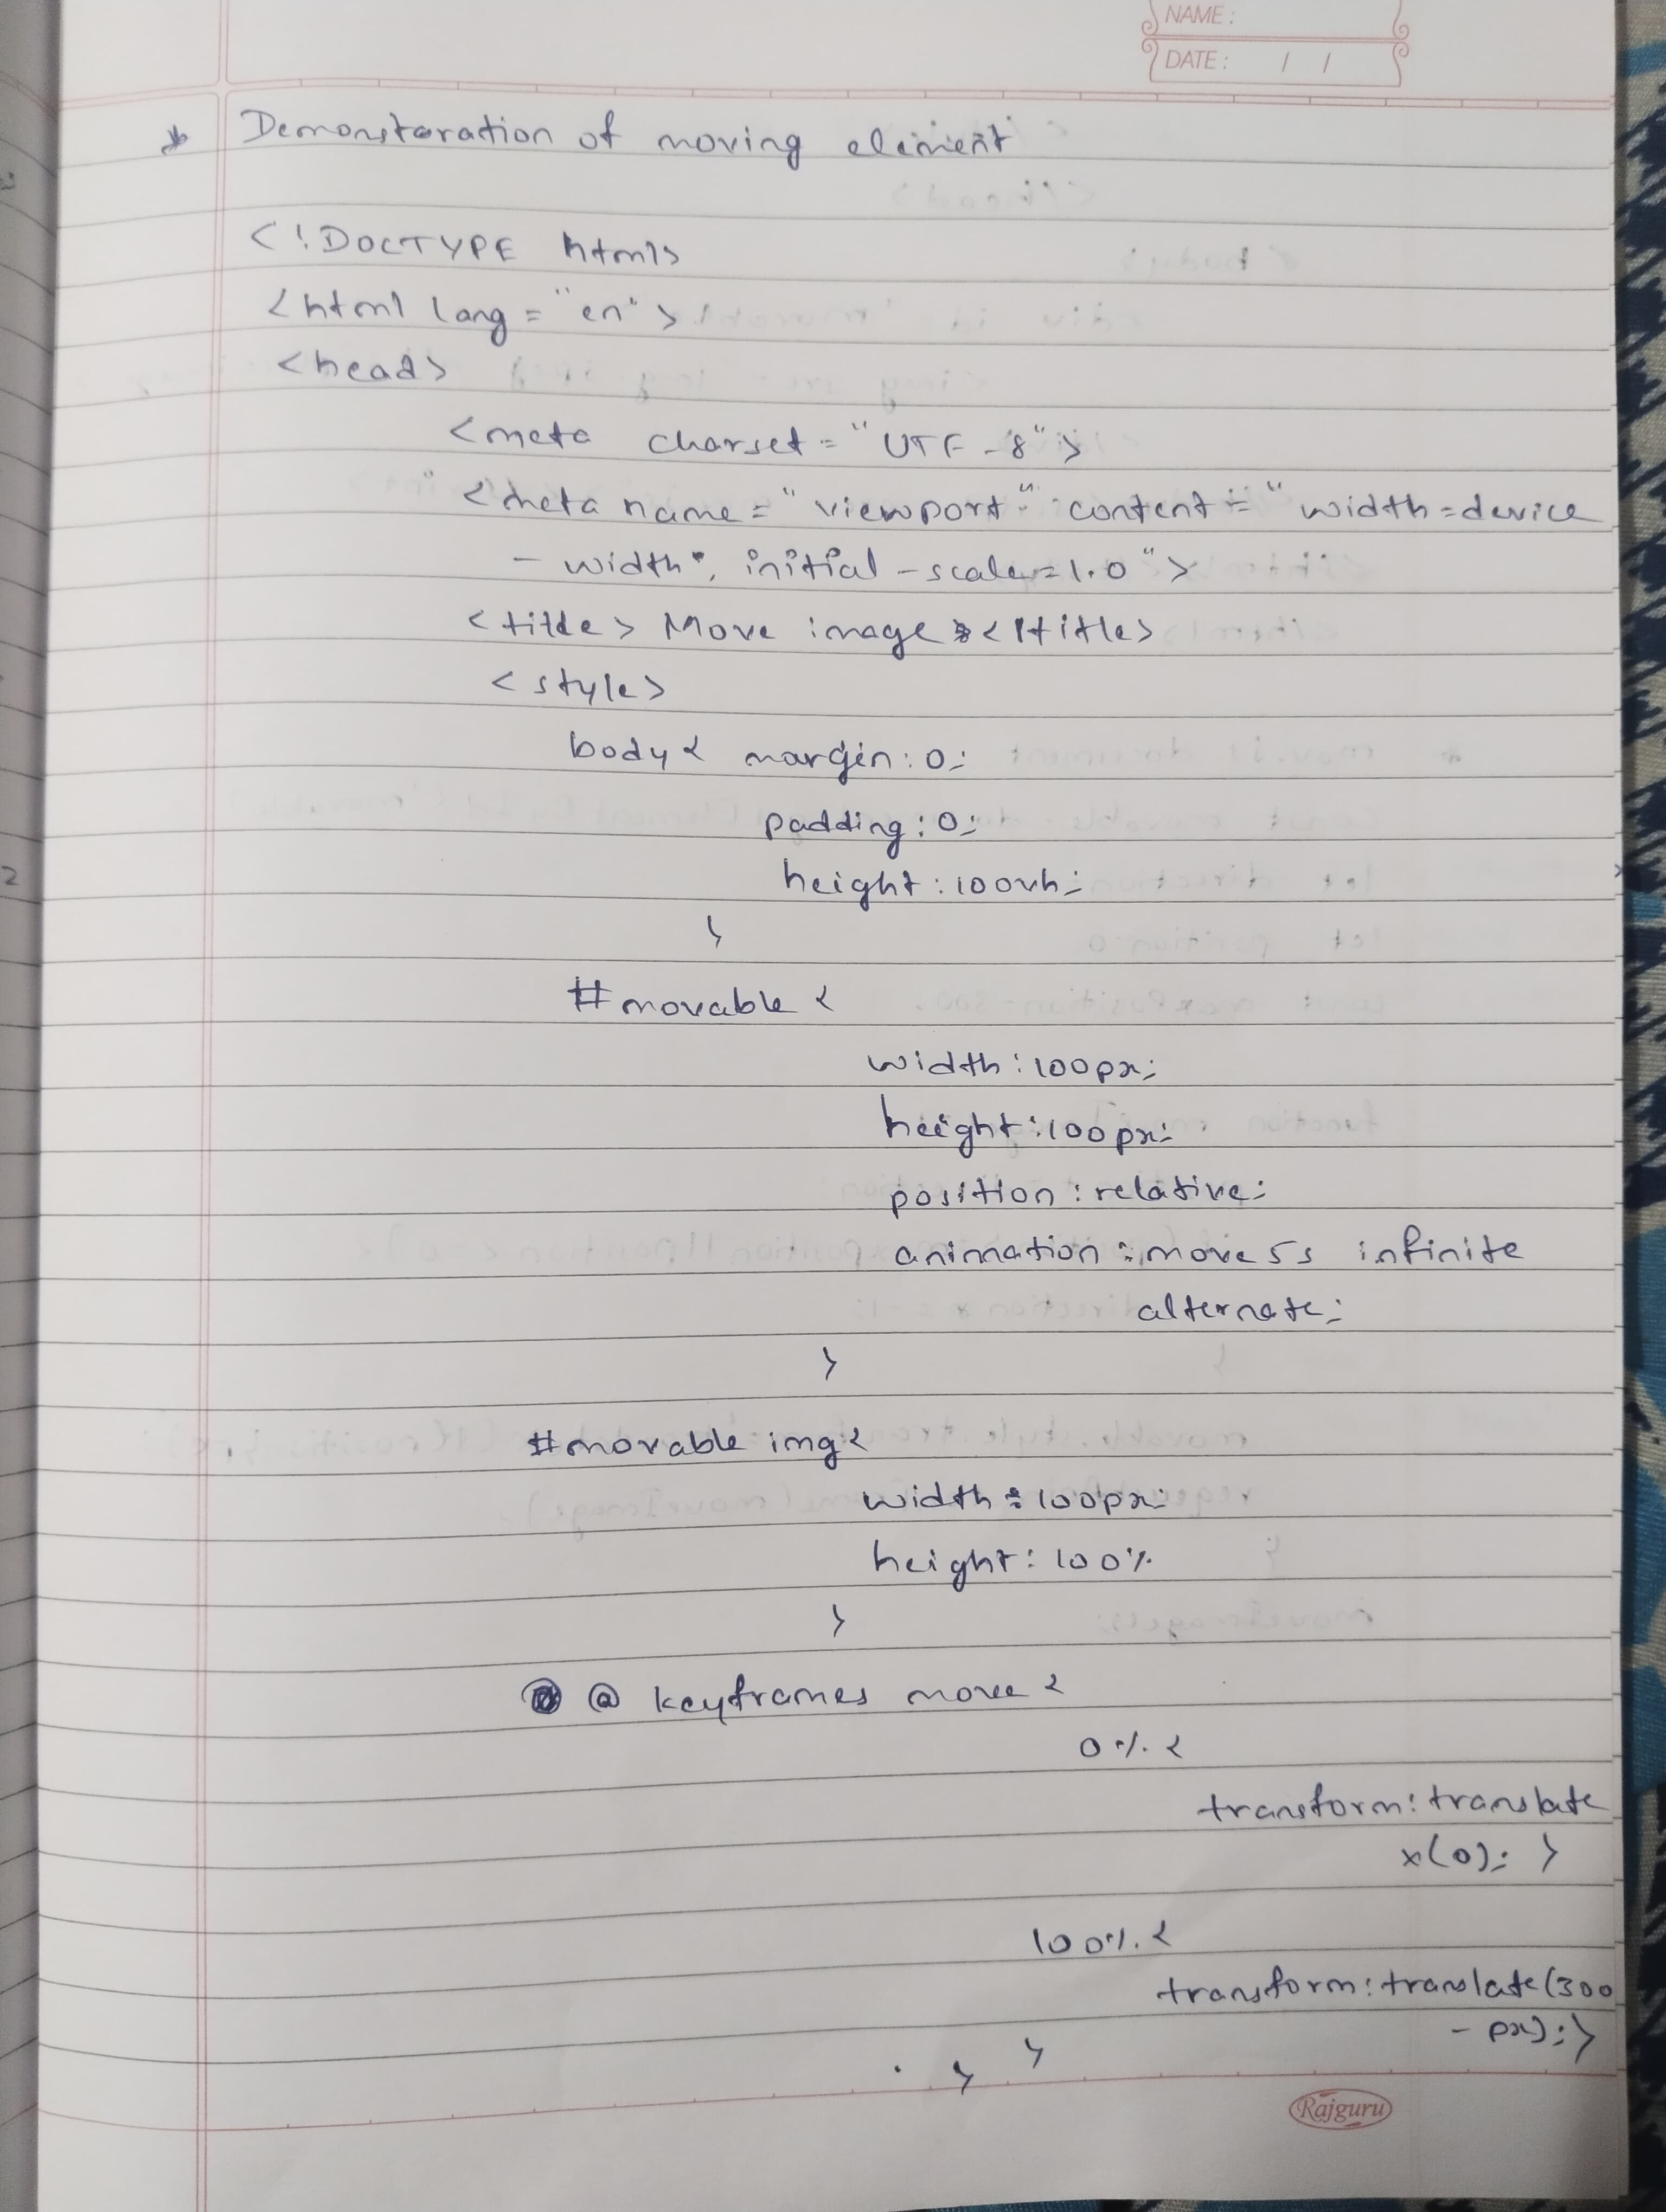 NAME :
DATE : / /
* Demonstaration of moving element
<!DOCTYPE html>
<html lang = "en" >
<head>
<meta charset = "UTF-8">
<meta name = "viewport" content = "width=device
- width", initial-scale=1.0 ">
<title> Move image </title>
<style>
body{ margin: 0;
padding: 0;
height: 100vh;
}
#movable {
width: 100px;
height: 100px;
position: relative;
animation: move 5s infinite
alternate;
}
#movable img{
width: 100px;
height: 100%
}
@ keyframes move {
0% {
transform: translate
x(0); }
100% {
transform: translate(300
- px); }
}
}
Rajguru